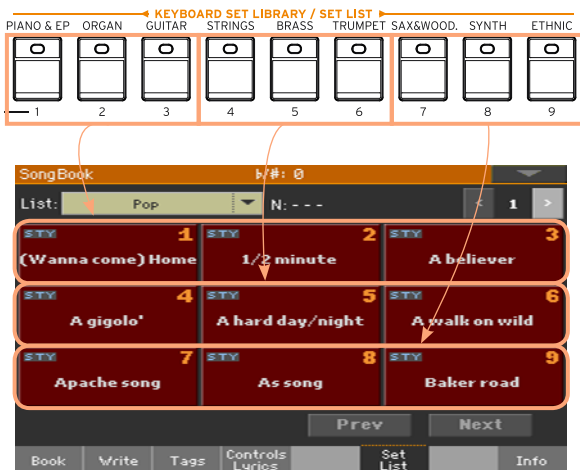 KEYBOARD SET LIBRARY / SET LIST
PIANO & EP ORGAN GUITAR STRINGS BRASS TRUMPET SAX&WOOD. SYNTH ETHNIC
1 2 3 4 5 6 7 8 9
SongBook ♭/#: 0
List: Pop N: --- < 1 >
STY 1 STY 2 STY 3
(Wanna come) Home 1/2 minute A believer
STY 4 STY 5 STY 6
A gigolo' A hard day/night A walk on wild
STY 7 STY 8 STY 9
Apache song As song Baker road
Prev Next
Book Write Tags Controls Lyrics Set List Info